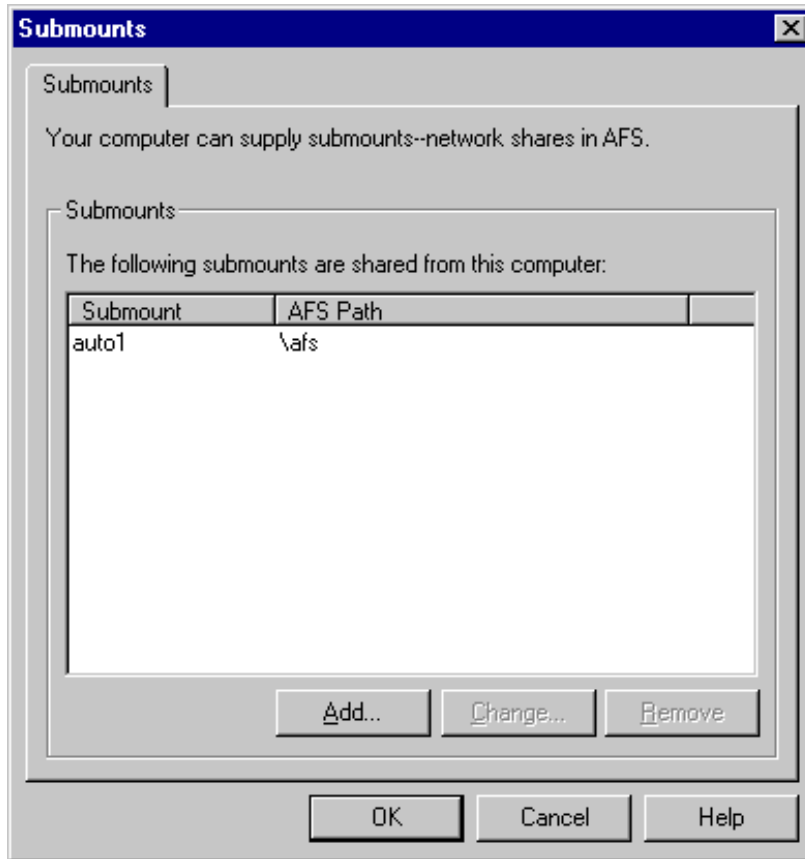 Submounts
Submounts
Your computer can supply submounts--network shares in AFS.
Submounts
The following submounts are shared from this computer:
Submount AFS Path
auto1 \afs
Add... Change... Remove
OK Cancel Help